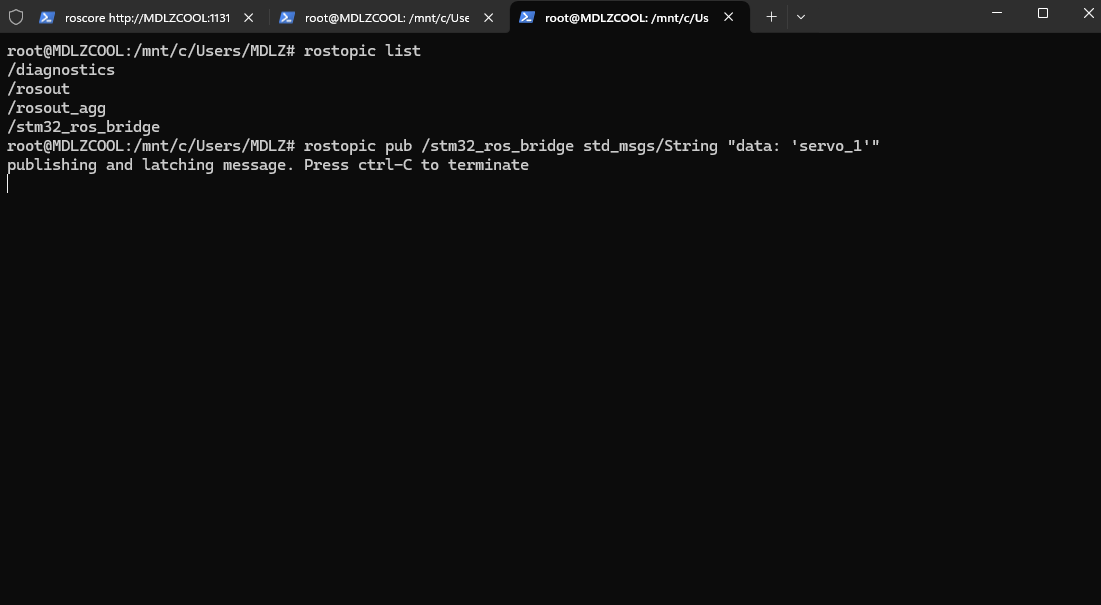 roscore http://MDLZCOOL:1131
root@MDLZCOOL: /mnt/c/Use
root@MDLZCOOL: /mnt/c/Us
root@MDLZCOOL:/mnt/c/Users/MDLZ# rostopic list
/diagnostics
/rosout
/rosout_agg
/stm32_ros_bridge
root@MDLZCOOL:/mnt/c/Users/MDLZ# rostopic pub /stm32_ros_bridge std_msgs/String "data: 'servo_1'"
publishing and latching message. Press ctrl-C to terminate